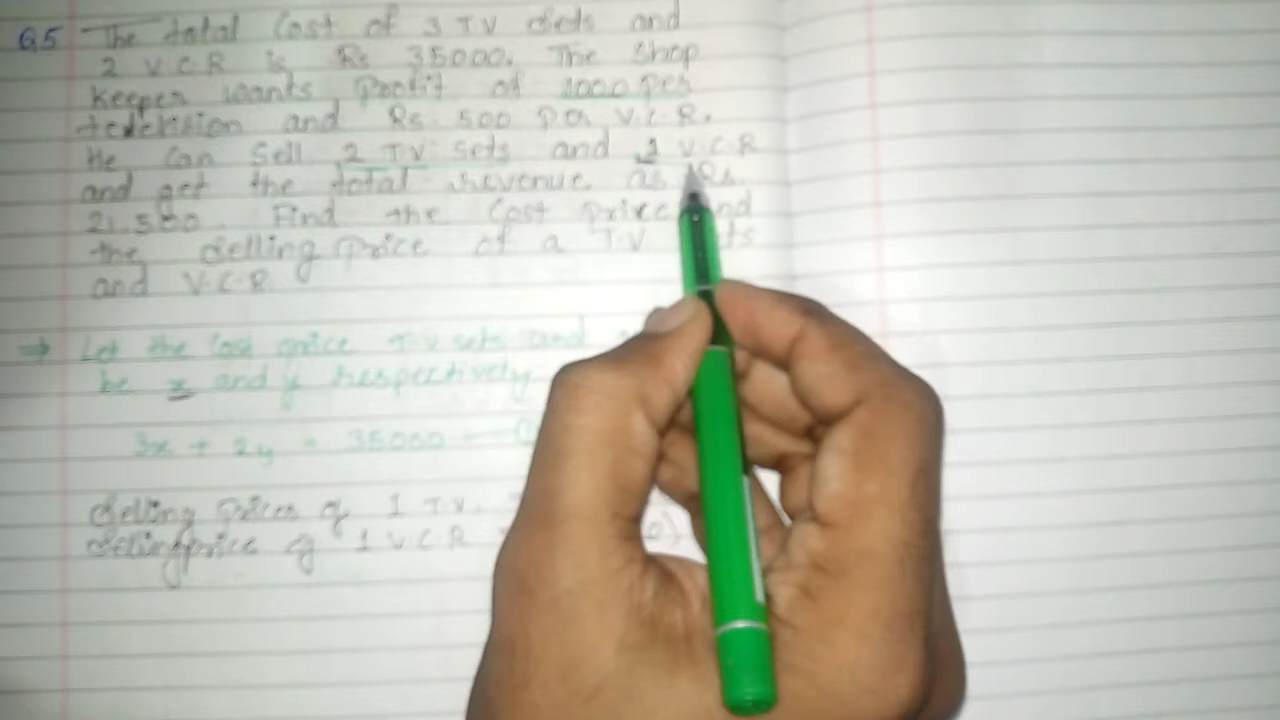 Q.5 The total Cost of 3 T.V sets and
2 V.C.R is Rs 35000. The Shop
Keeper wants Profit of 1000 per
television and Rs. 500 per V.C.R.
He Can Sell 2 TV sets and 1 V.C.R
and get the total revenue as Rs.
21,500. Find the Cost price and
the selling price of a T.V
and V.C.R
⇒ Let the Cost price T.V sets and
be x and y respectively
3x + 2y = 35000
Selling Prices of 1 T.V.
Selling price of 1 V.C.R